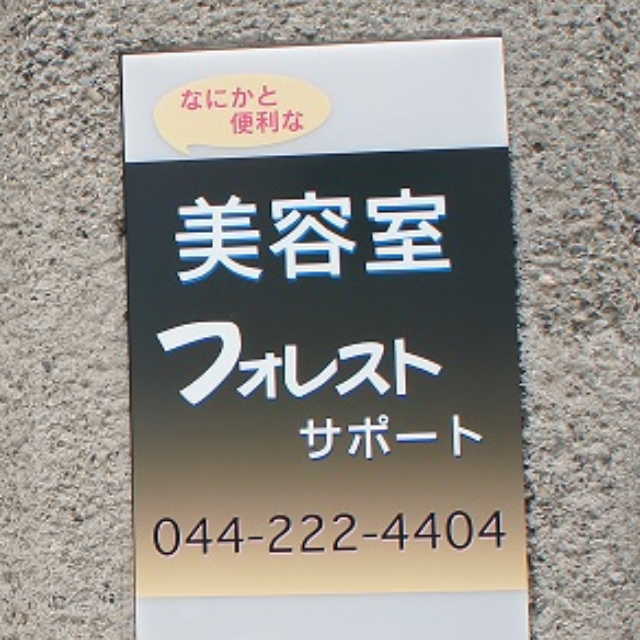 なにかと
便利な
美容室
フォレスト
サポート
044-222-4404